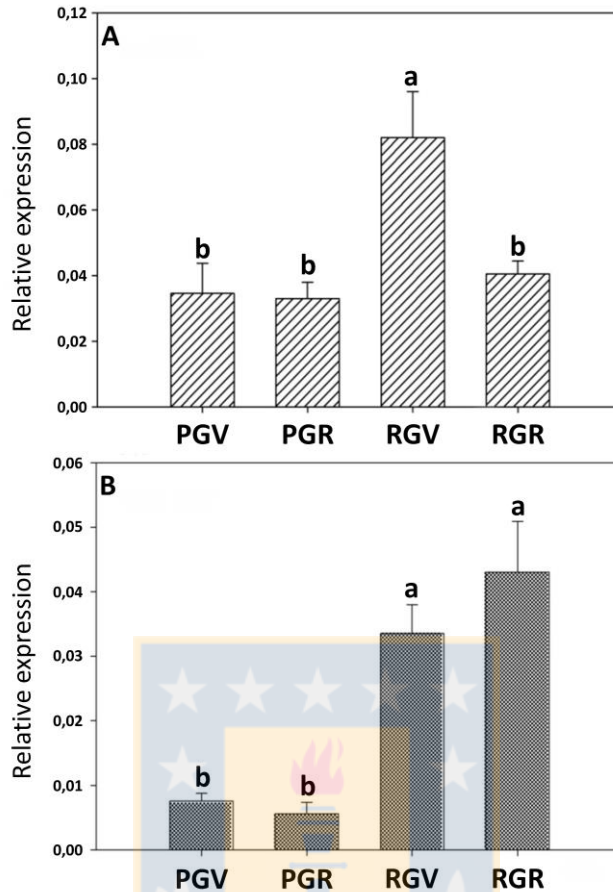 A
Relative expression
0,12
0,10
0,08
0,06
0,04
0,02
0,00
b
b
a
b
PGV PGR RGV RGR
B
Relative expression
0,06
0,05
0,04
0,03
0,02
0,01
0,00
b
b
a
a
PGV PGR RGV RGR